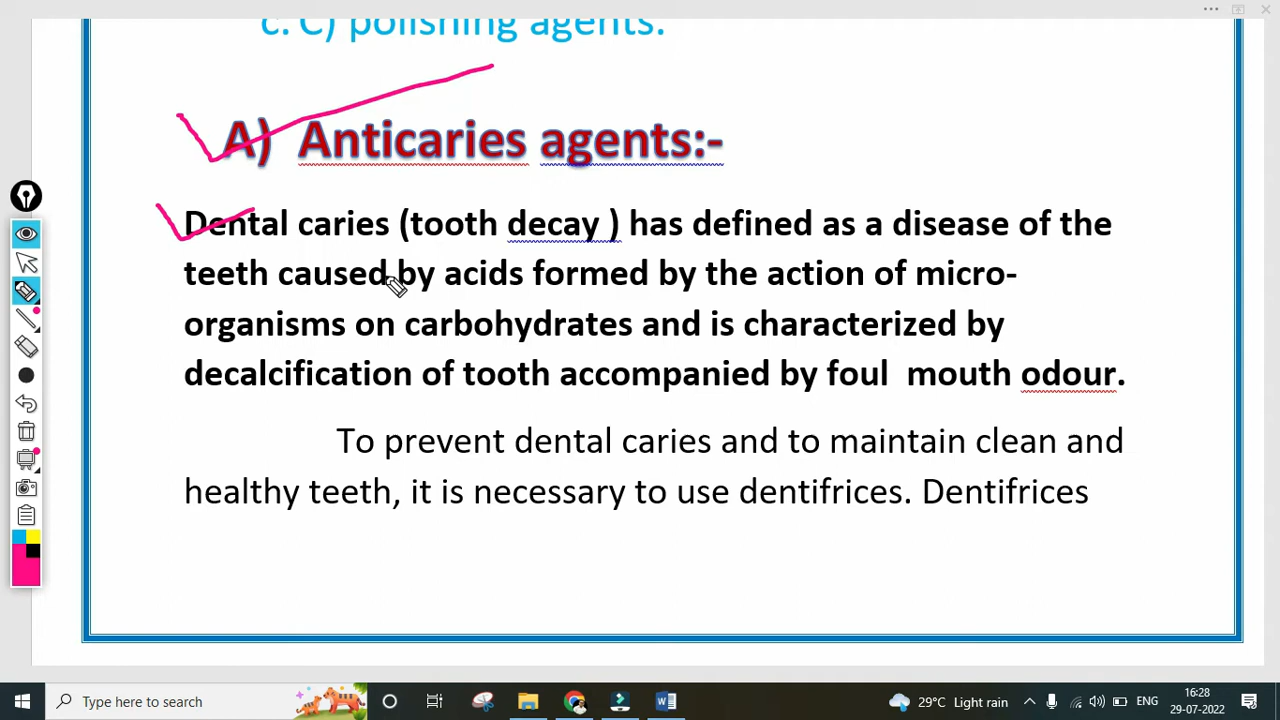 c. C) polishing agents.
A) Anticaries agents:-
Dental caries (tooth decay ) has defined as a disease of the
teeth caused by acids formed by the action of micro-
organisms on carbohydrates and is characterized by
decalcification of tooth accompanied by foul mouth odour.
To prevent dental caries and to maintain clean and
healthy teeth, it is necessary to use dentifrices. Dentifrices
Type here to search
29°C Light rain
ENG
16:28
29-07-2022